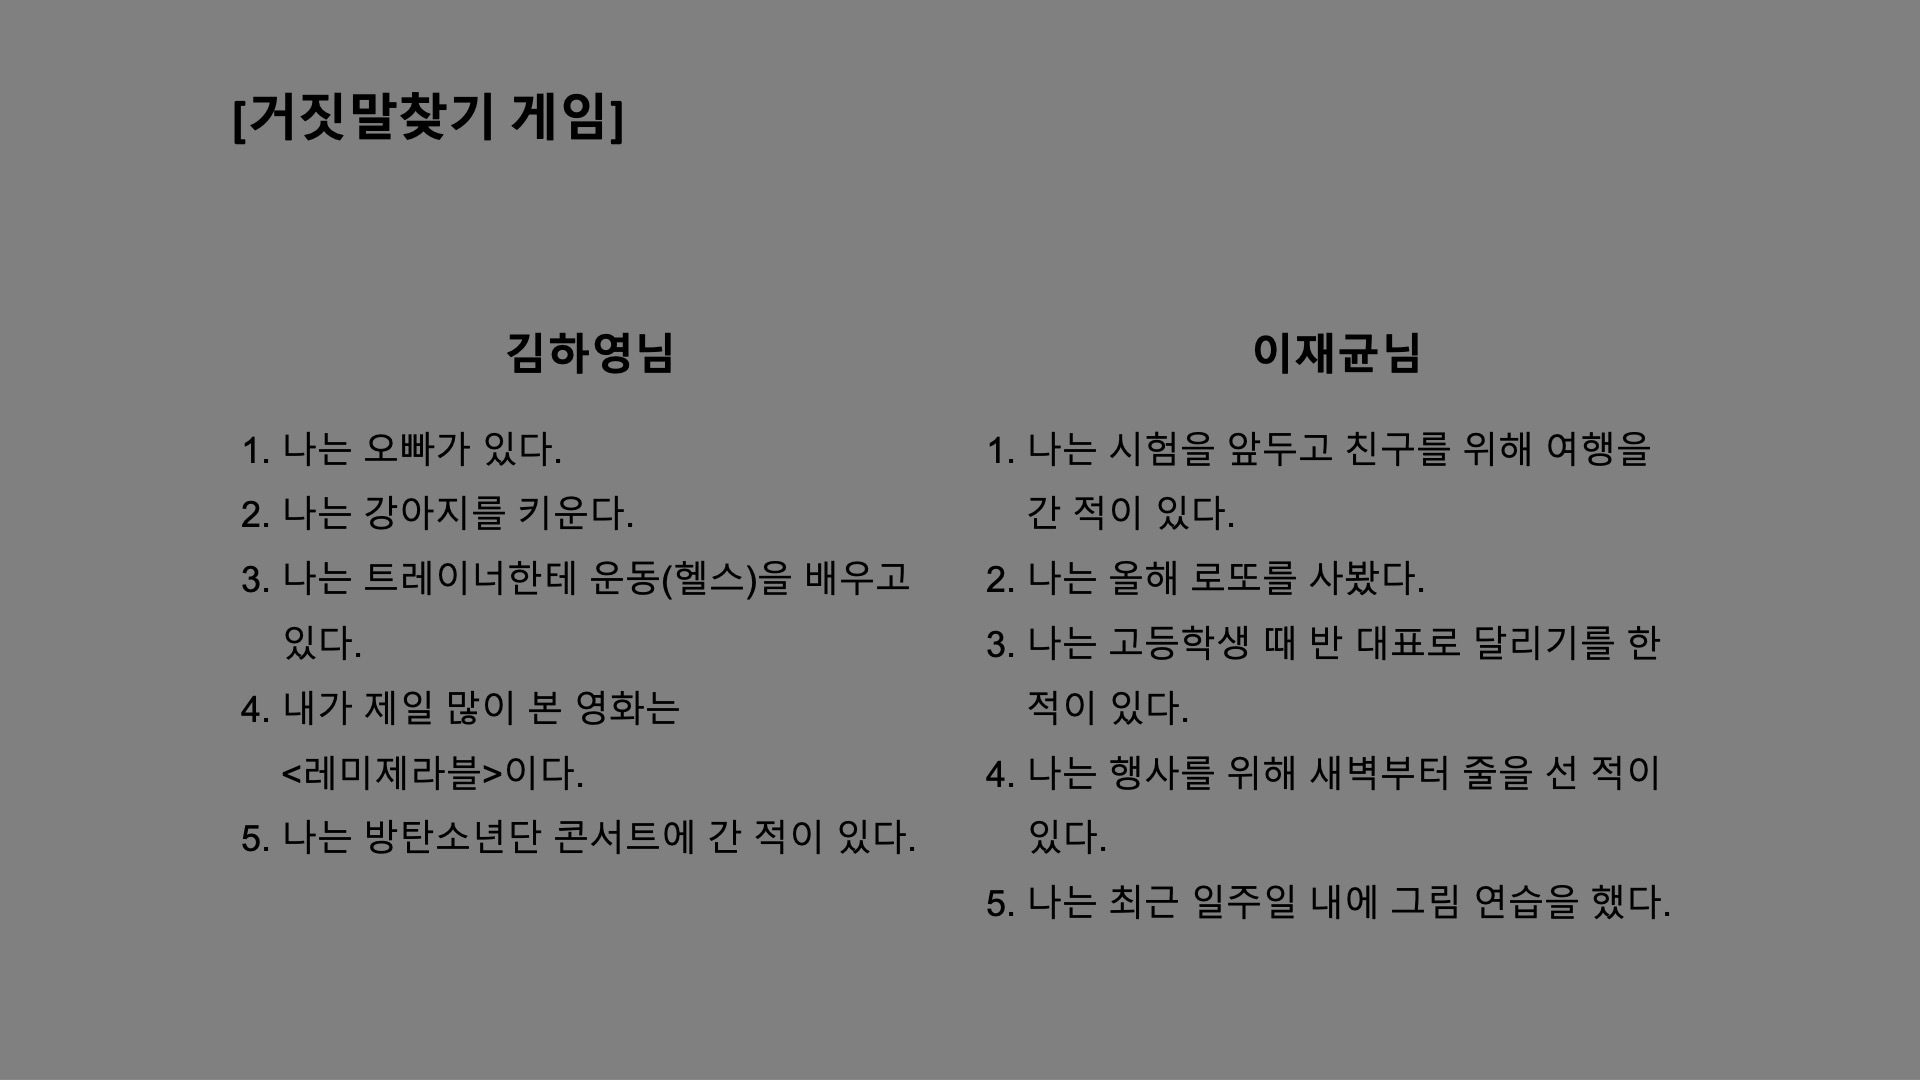 [거짓말찾기 게임]
김하영님
1. 나는 오빠가 있다.
2. 나는 강아지를 키운다.
3. 나는 트레이너한테 운동(헬스)을 배우고
있다.
4. 내가 제일 많이 본 영화는
<레미제라블>이다.
5. 나는 방탄소년단 콘서트에 간 적이 있다.
이재균님
1. 나는 시험을 앞두고 친구를 위해 여행을
간 적이 있다.
2. 나는 올해 로또를 사봤다.
3. 나는 고등학생 때 반 대표로 달리기를 한
적이 있다.
4. 나는 행사를 위해 새벽부터 줄을 선 적이
있다.
5. 나는 최근 일주일 내에 그림 연습을 했다.